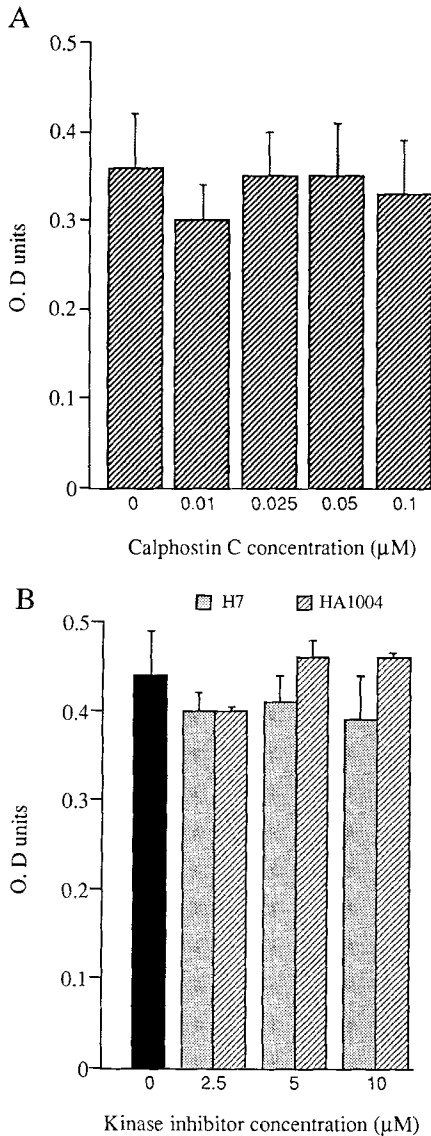 A
0.5
0.4
0.3
0.2
0.1
0
O. D units
0 0.01 0.025 0.05 0.1
Calphostin C concentration (μM)
B
H7 HA1004
0.5
0.4
0.3
0.2
0.1
0
O. D units
0 2.5 5 10
Kinase inhibitor concentration (μM)